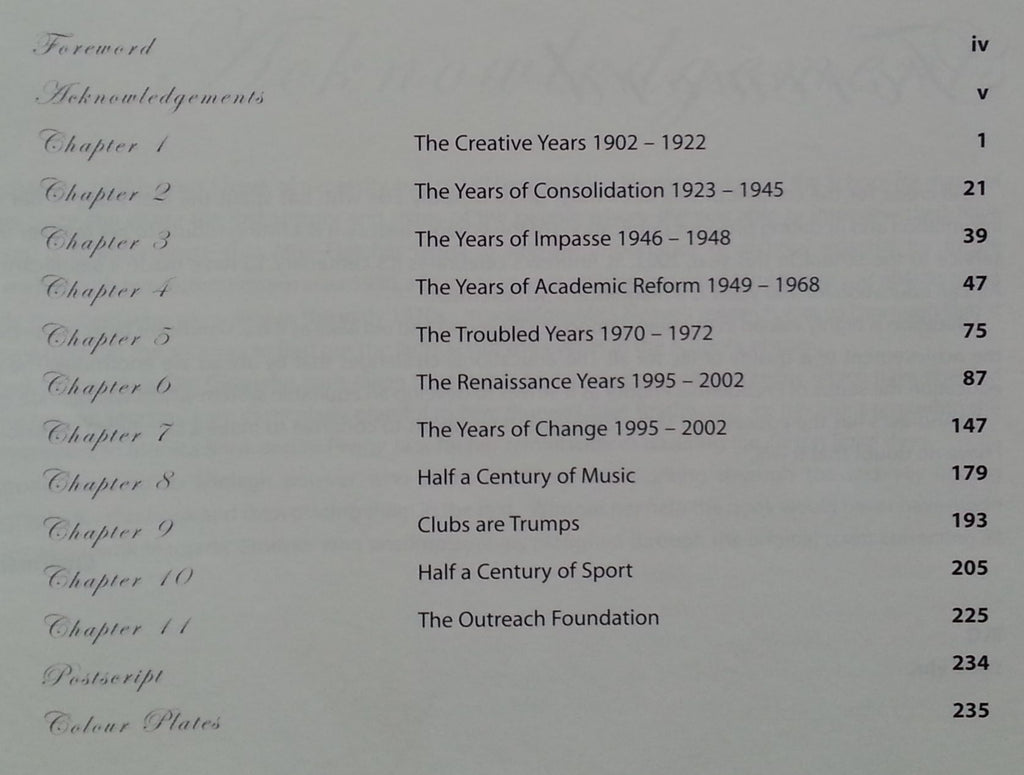 Foreword iv
Acknowledgements v
Chapter 1 The Creative Years 1902 – 1922 1
Chapter 2 The Years of Consolidation 1923 – 1945 21
Chapter 3 The Years of Impasse 1946 – 1948 39
Chapter 4 The Years of Academic Reform 1949 – 1968 47
Chapter 5 The Troubled Years 1970 – 1972 75
Chapter 6 The Renaissance Years 1995 – 2002 87
Chapter 7 The Years of Change 1995 – 2002 147
Chapter 8 Half a Century of Music 179
Chapter 9 Clubs are Trumps 193
Chapter 10 Half a Century of Sport 205
Chapter 11 The Outreach Foundation 225
Postscript 234
Colour Plates 235